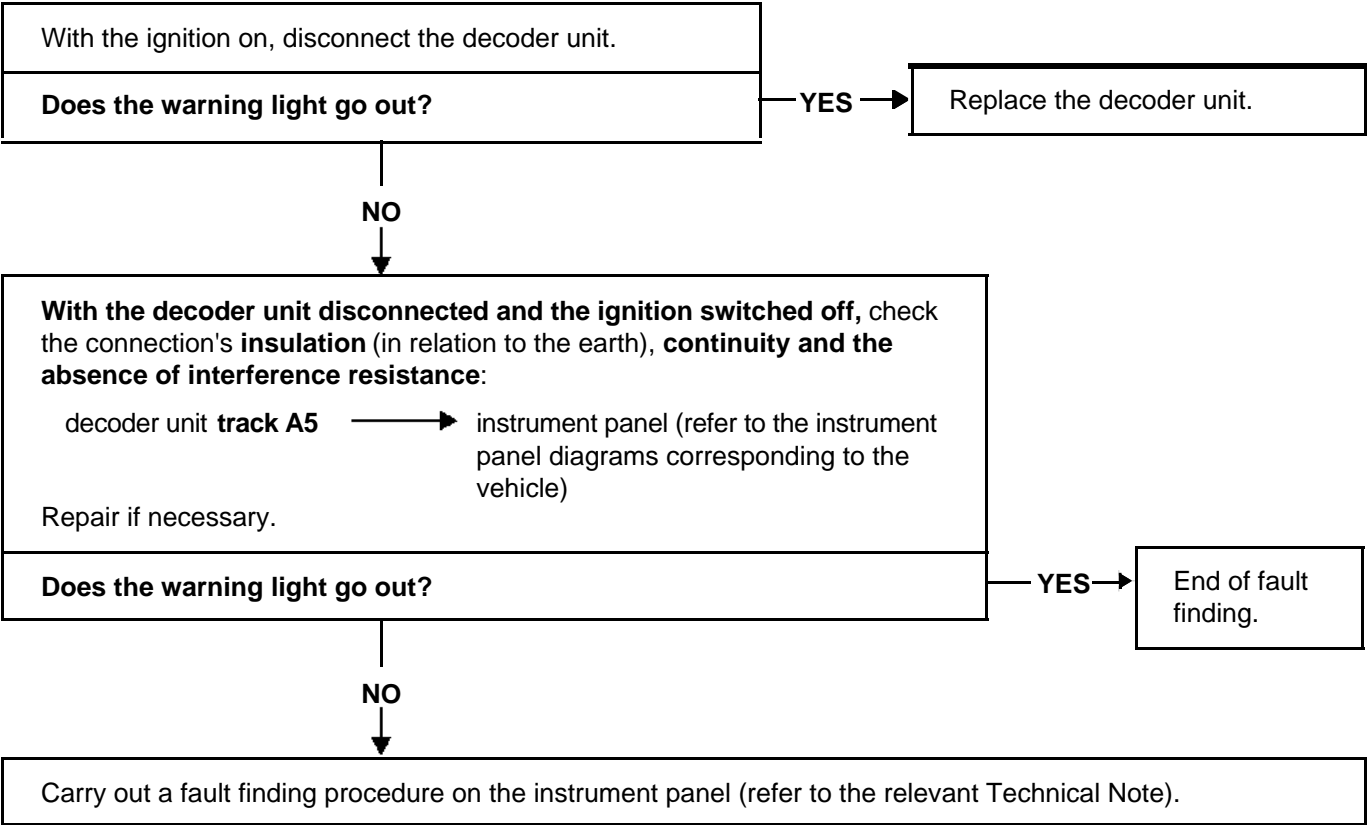 With the ignition on, disconnect the decoder unit.
Does the warning light go out?
YES
Replace the decoder unit.
NO
With the decoder unit disconnected and the ignition switched off, check
the connection's insulation (in relation to the earth), continuity and the
absence of interference resistance:
decoder unit track A5
instrument panel (refer to the instrument
panel diagrams corresponding to the
vehicle)
Repair if necessary.
Does the warning light go out?
YES
End of fault
finding.
NO
Carry out a fault finding procedure on the instrument panel (refer to the relevant Technical Note).